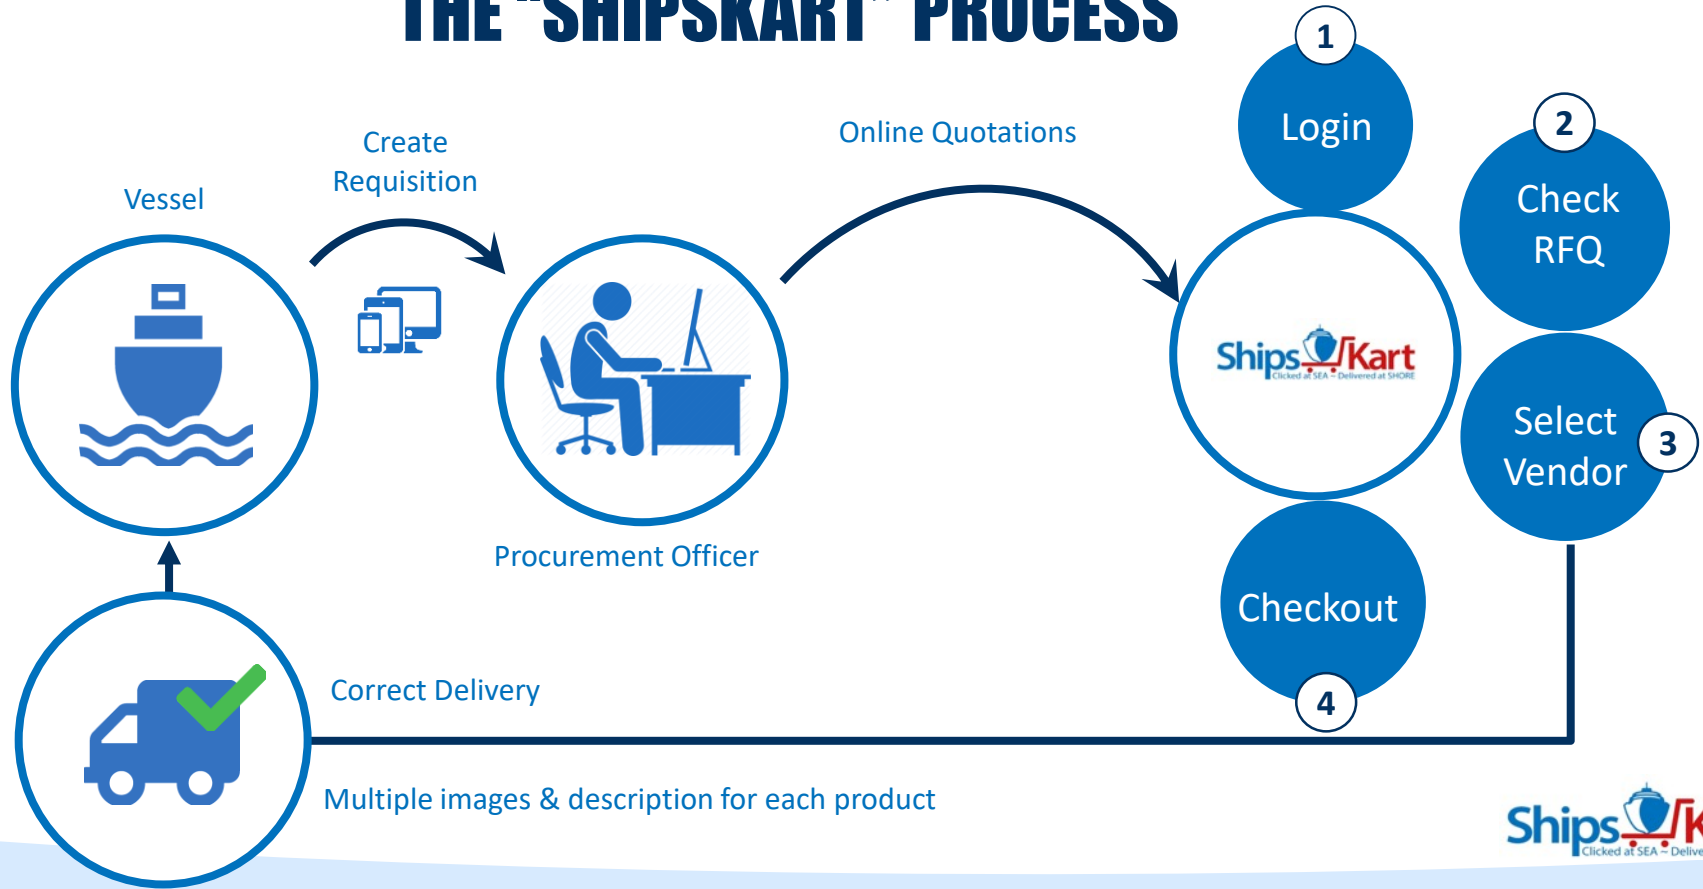 THE "SHIPSKART" PROCESS
1
Login
2
Check
RFQ
Online Quotations
Create
Requisition
Vessel
Ships Kart
Clicked at SEA ~ Delivered at SHORE
Select
Vendor
3
Procurement Officer
Checkout
4
Correct Delivery
Multiple images & description for each product
Ships K
Clicked at SEA ~ Delive